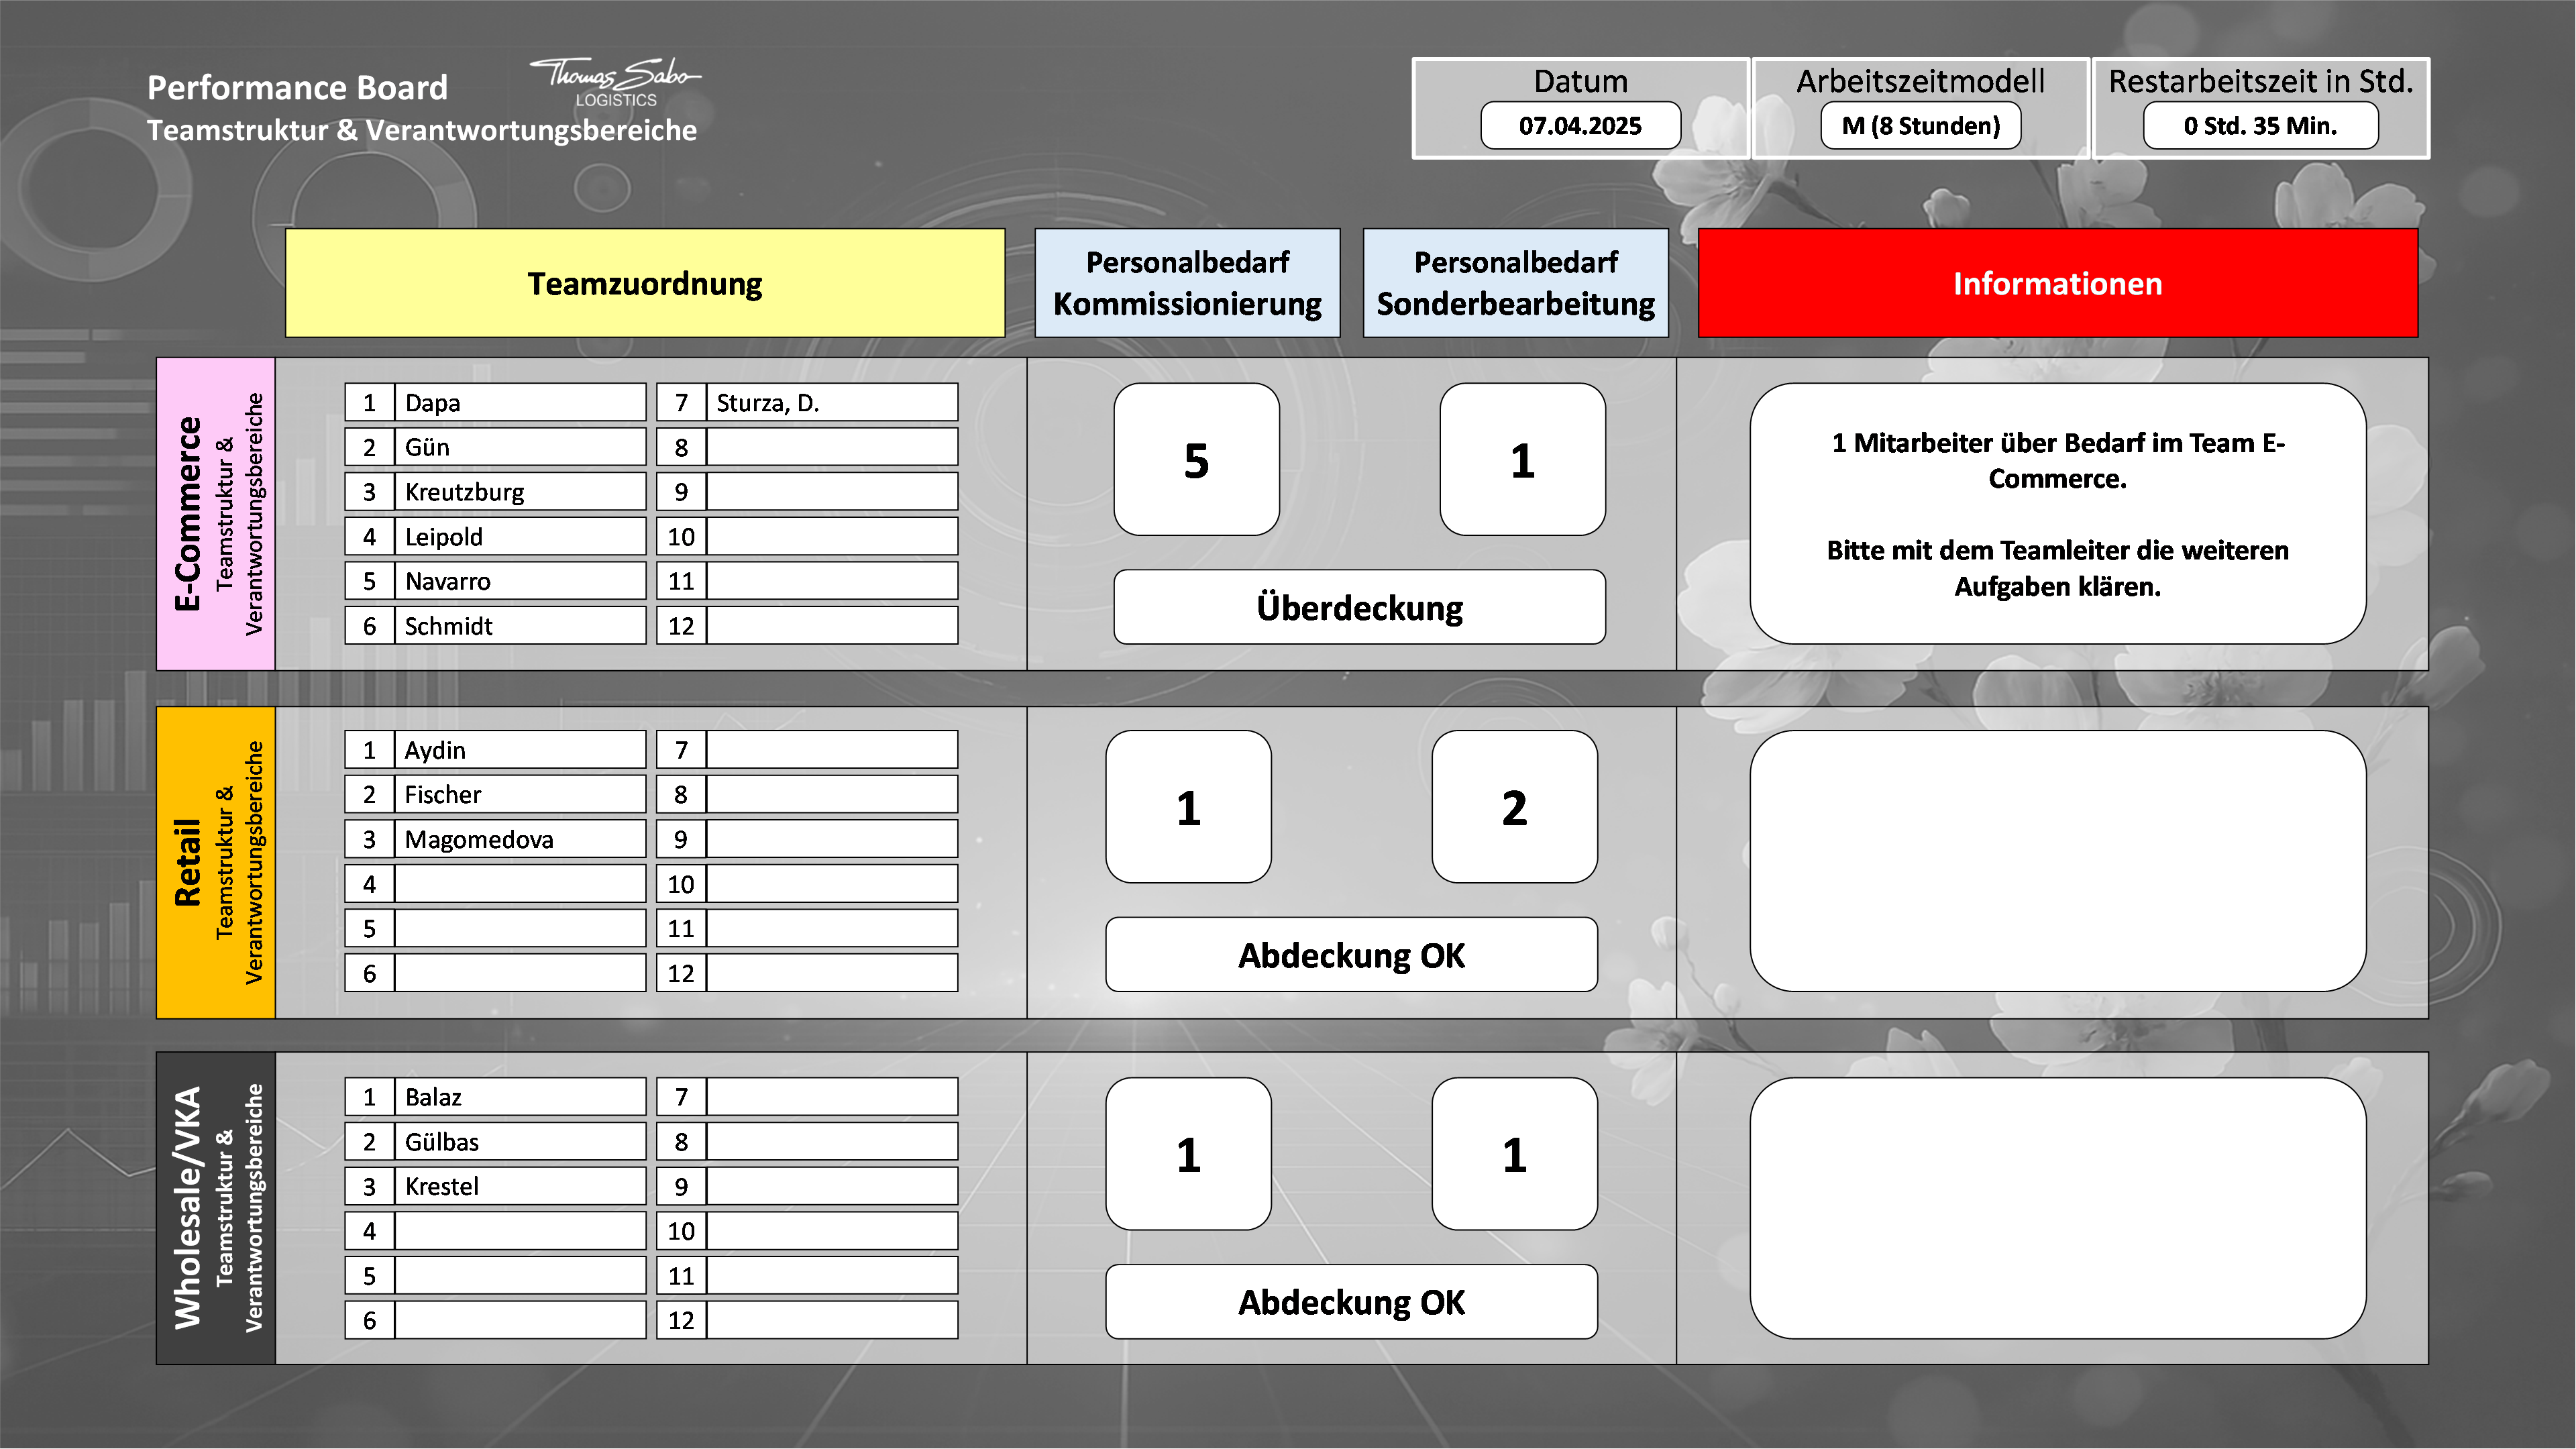 Performance Board
Thomas Sabo
LOGISTICS
Teamstruktur & Verantwortungsbereiche
Datum
07.04.2025
Arbeitszeitmodell
M (8 Stunden)
Restarbeitszeit in Std.
0 Std. 35 Min.
Teamzuordnung
Personalbedarf
Kommissionierung
Personalbedarf
Sonderbearbeitung
Informationen
E-Commerce
Teamstruktur &
Verantwortungsbereiche
1 Dapa 7 Sturza, D.
2 Gün 8
3 Kreutzburg 9
4 Leipold 10
5 Navarro 11
6 Schmidt 12
5 1
Überdeckung
1 Mitarbeiter über Bedarf im Team E-
Commerce.
Bitte mit dem Teamleiter die weiteren
Aufgaben klären.
Retail
Teamstruktur &
Verantwortungsbereiche
1 Aydin 7
2 Fischer 8
3 Magomedova 9
4 10
5 11
6 12
1 2
Abdeckung OK
Wholesale/VKA
Teamstruktur &
Verantwortungsbereiche
1 Balaz 7
2 Gülbas 8
3 Krestel 9
4 10
5 11
6 12
1 1
Abdeckung OK